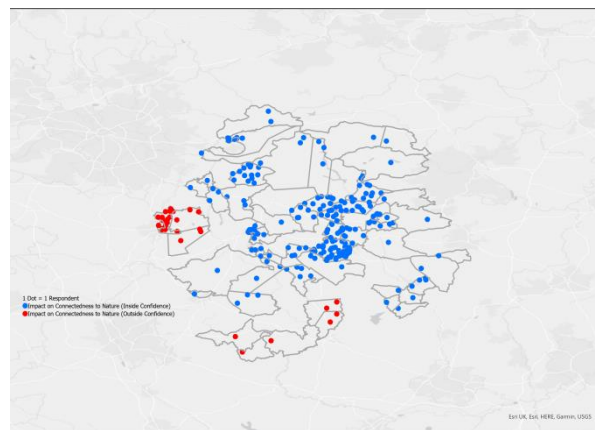 1 Dot = 1 Respondent
Impact on Connectedness to Nature (Inside Confidence)
Impact on Connectedness to Nature (Outside Confidence)
Esri UK, Esri, HERE, Garmin, USGS